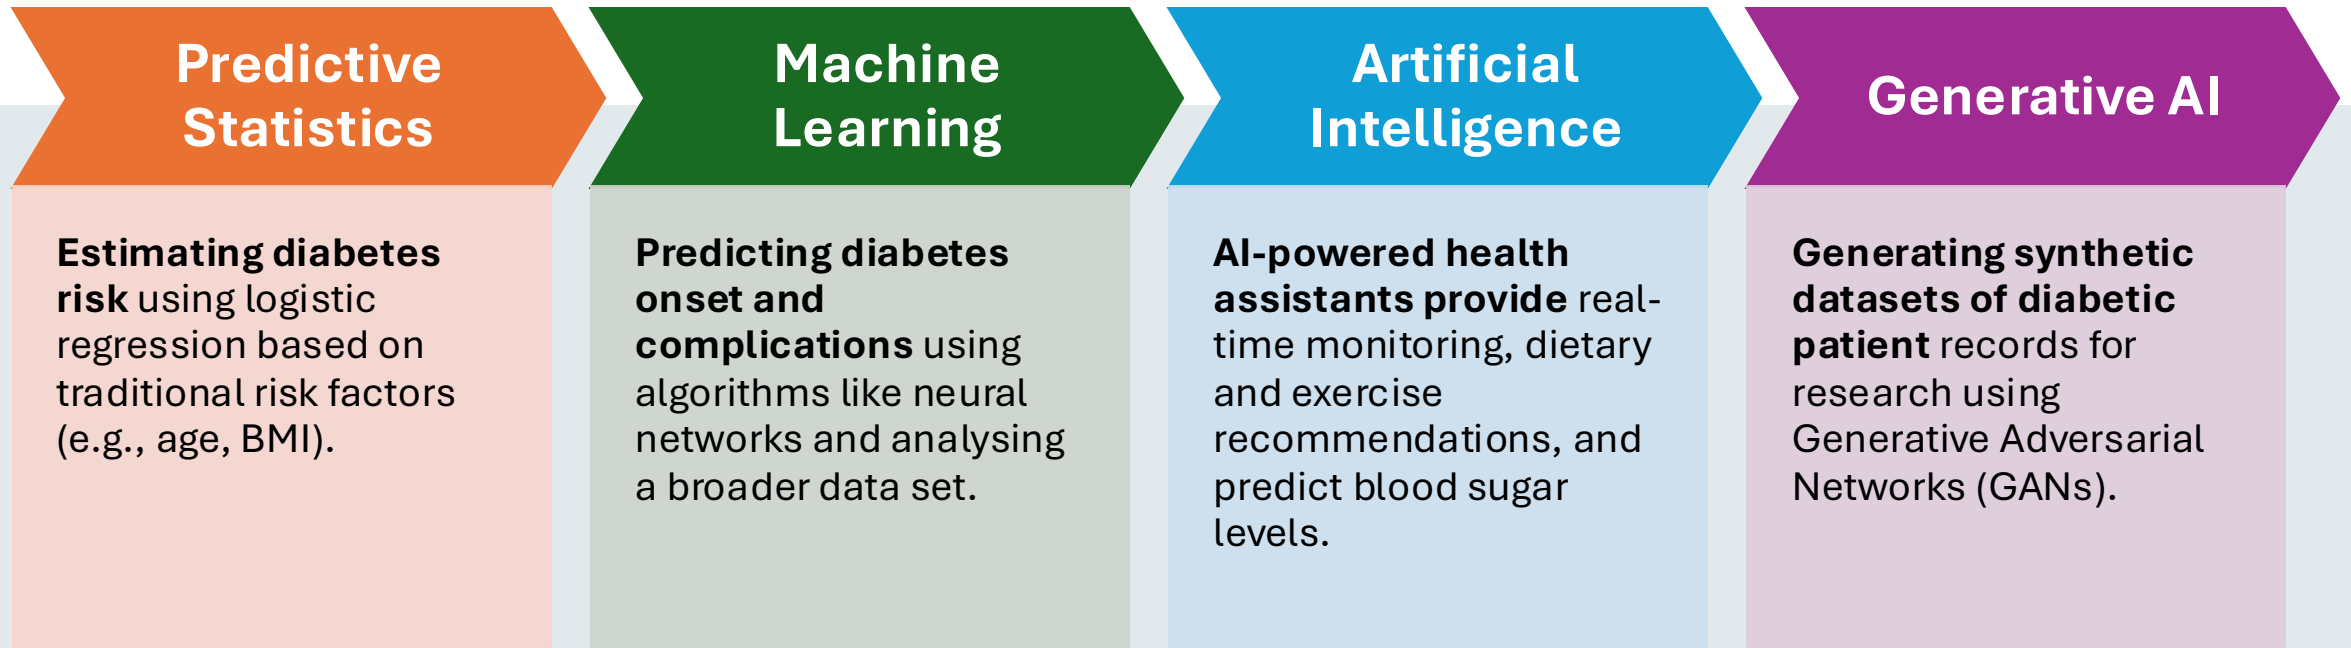 Predictive
Statistics
Estimating diabetes
risk using logistic
regression based on
traditional risk factors
(e.g., age, BMI).
Machine
Learning
Predicting diabetes
onset and
complications using
algorithms like neural
networks and analysing
a broader data set.
Artificial
Intelligence
AI-powered health
assistants provide real-
time monitoring, dietary
and exercise
recommendations, and
predict blood sugar
levels.
Generative AI
Generating synthetic
datasets of diabetic
patient records for
research using
Generative Adversarial
Networks (GANs).